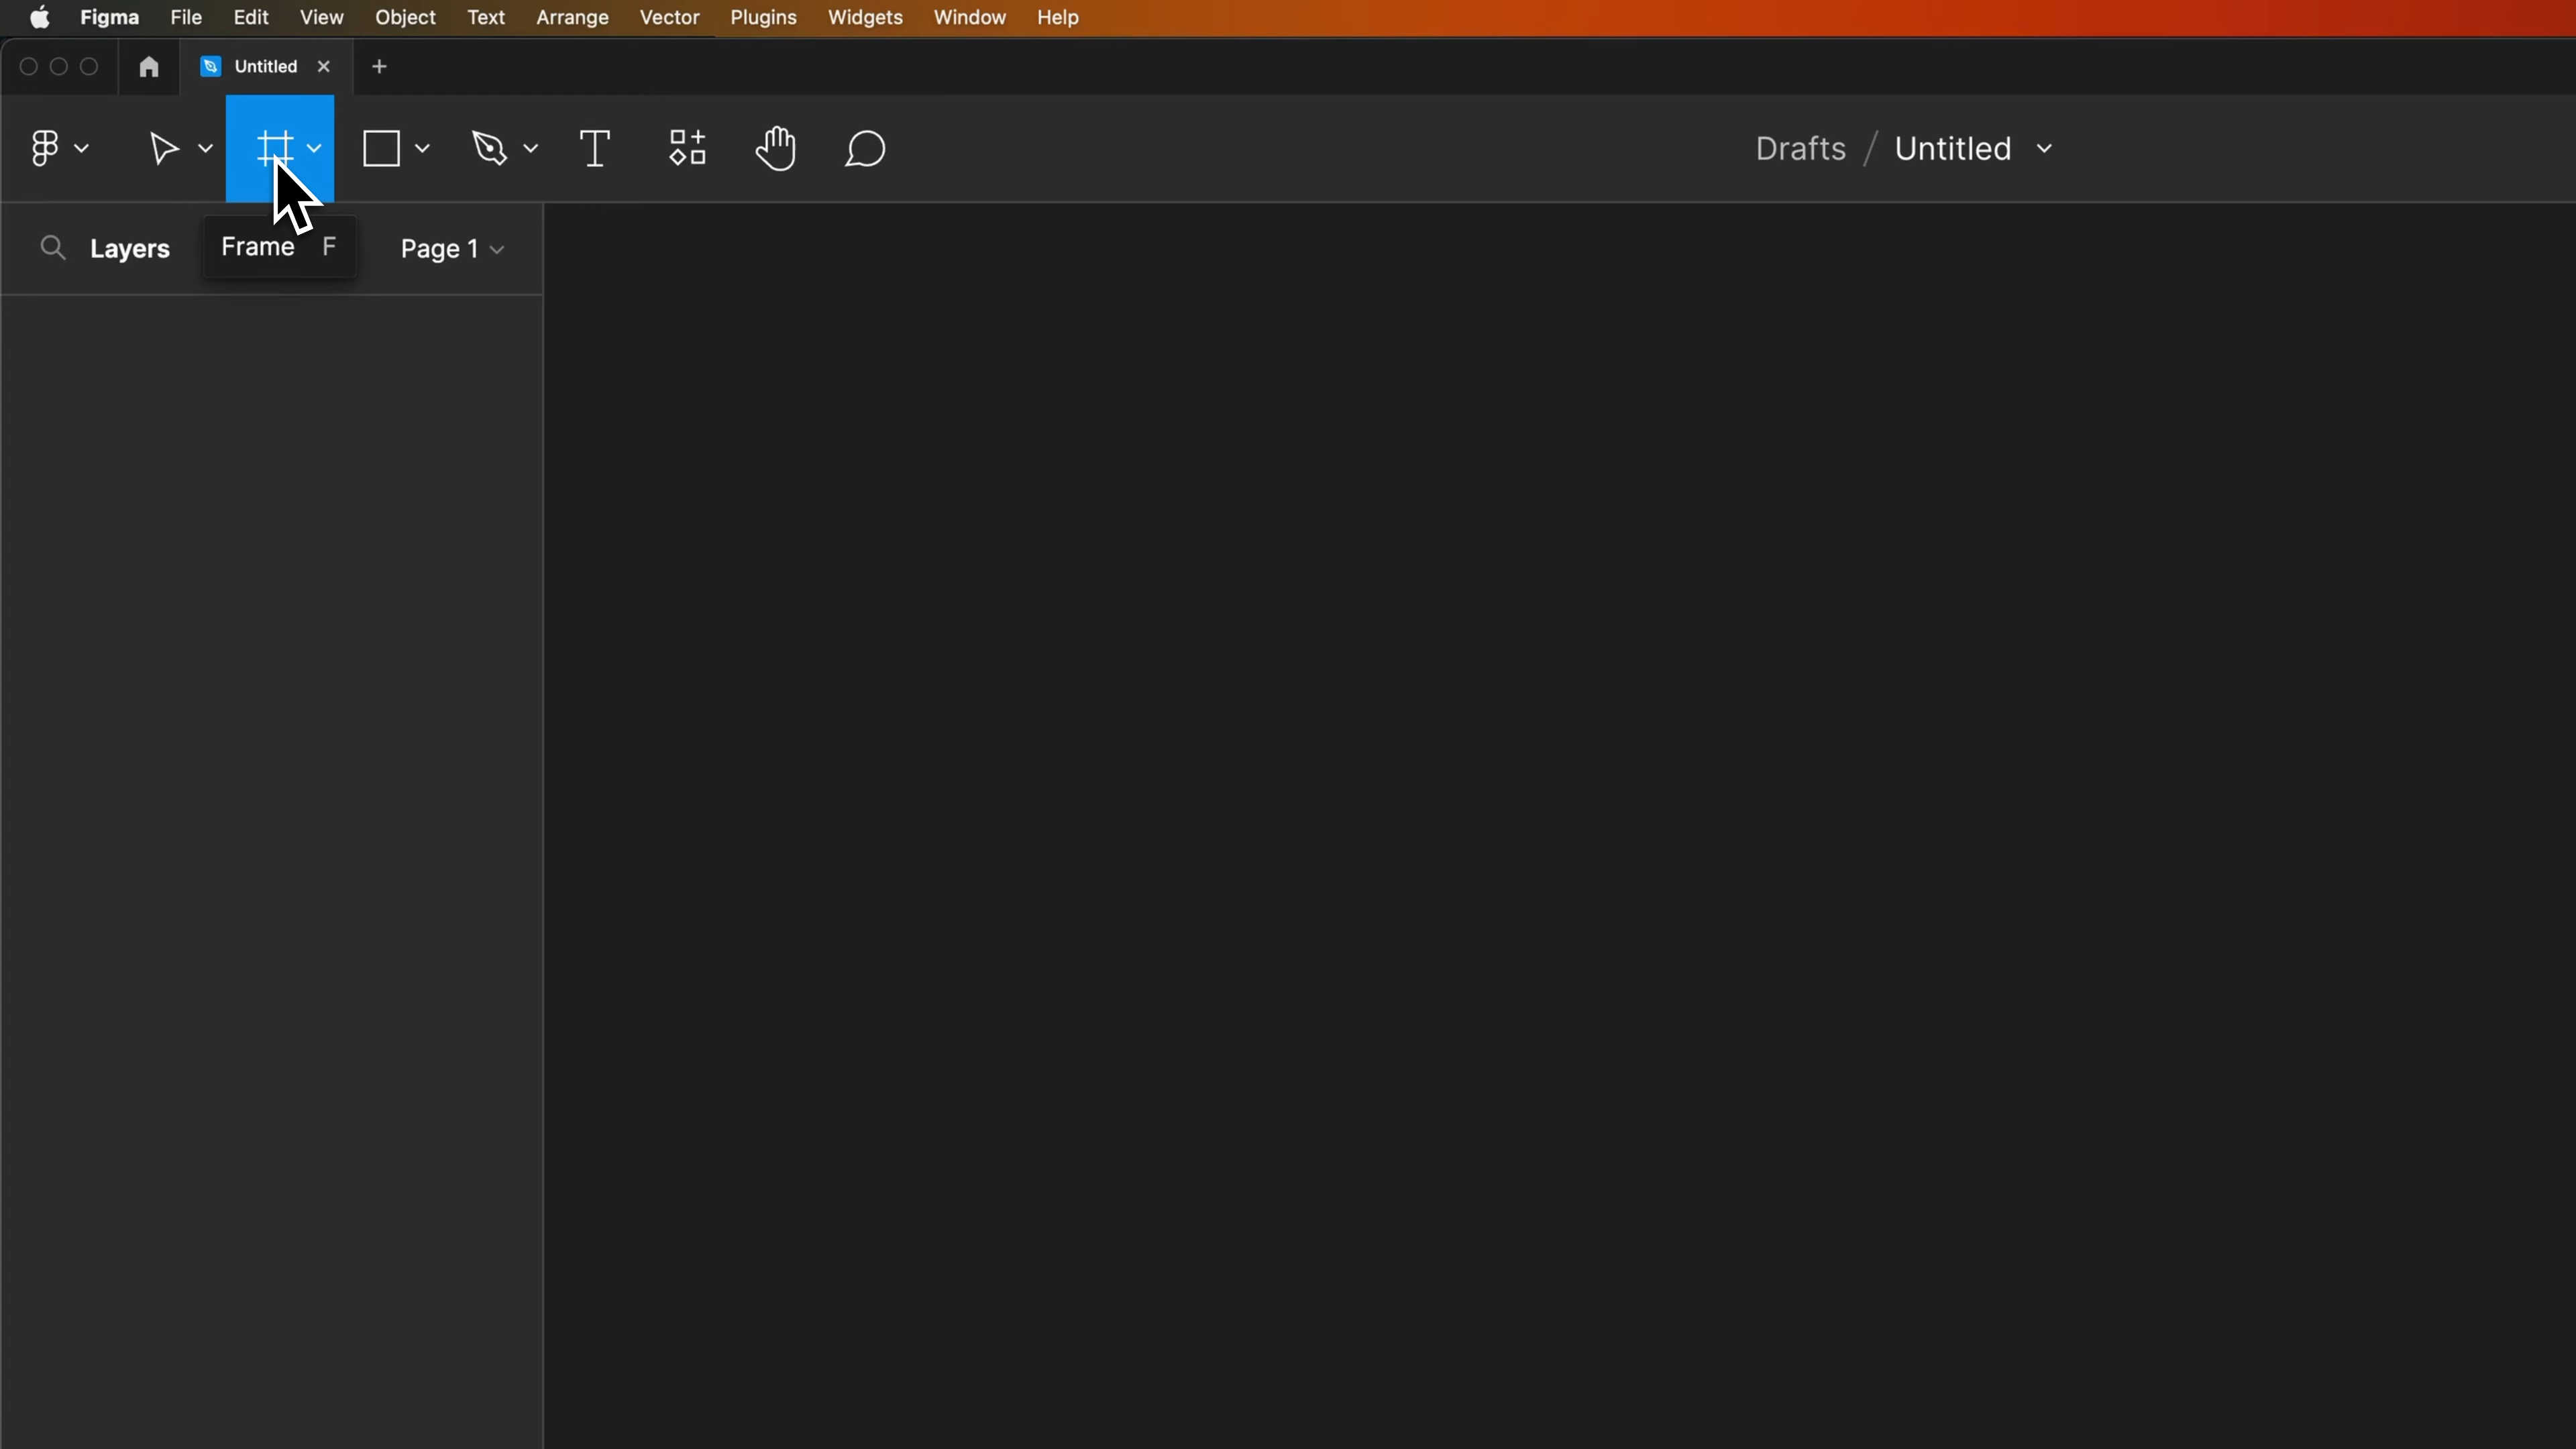 Figma File Edit View Object Text Arrange Vector Plugins Widgets Window Help
Untitled
Drafts / Untitled
Layers
Frame F
Page 1